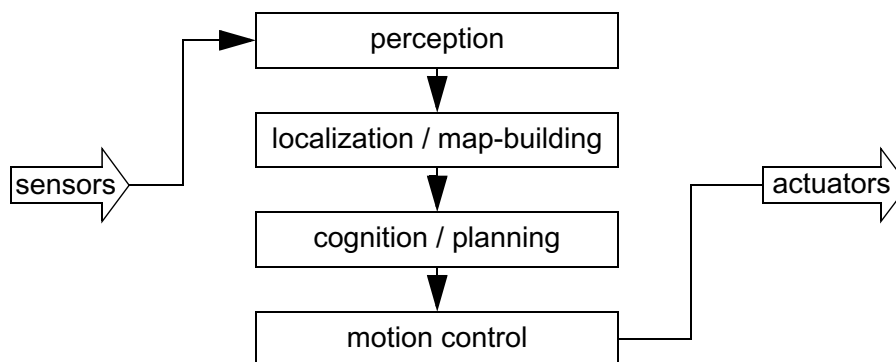 perception
localization / map-building
sensors
actuators
cognition / planning
motion control